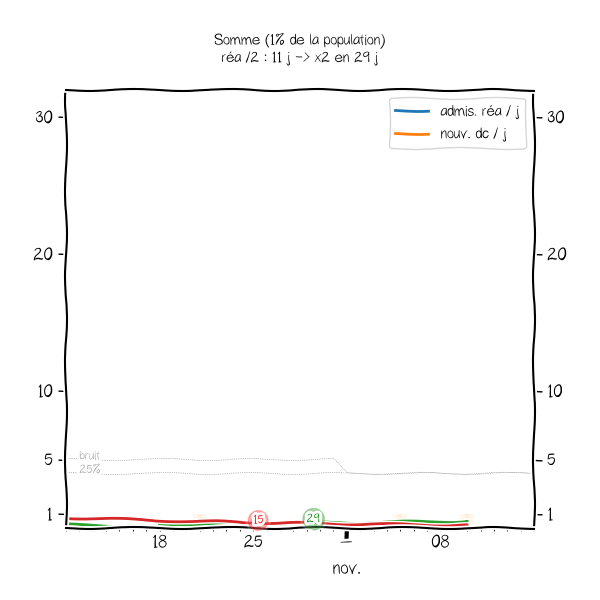 Somme (1% de la population)
réa /2 : 11 j -> x2 en 29 j
admis. réa / j
nouv. dc / j
30
30
20
20
10
10
5
5
bruit
25%
1
1
15
29
18
25
1
08
nov.